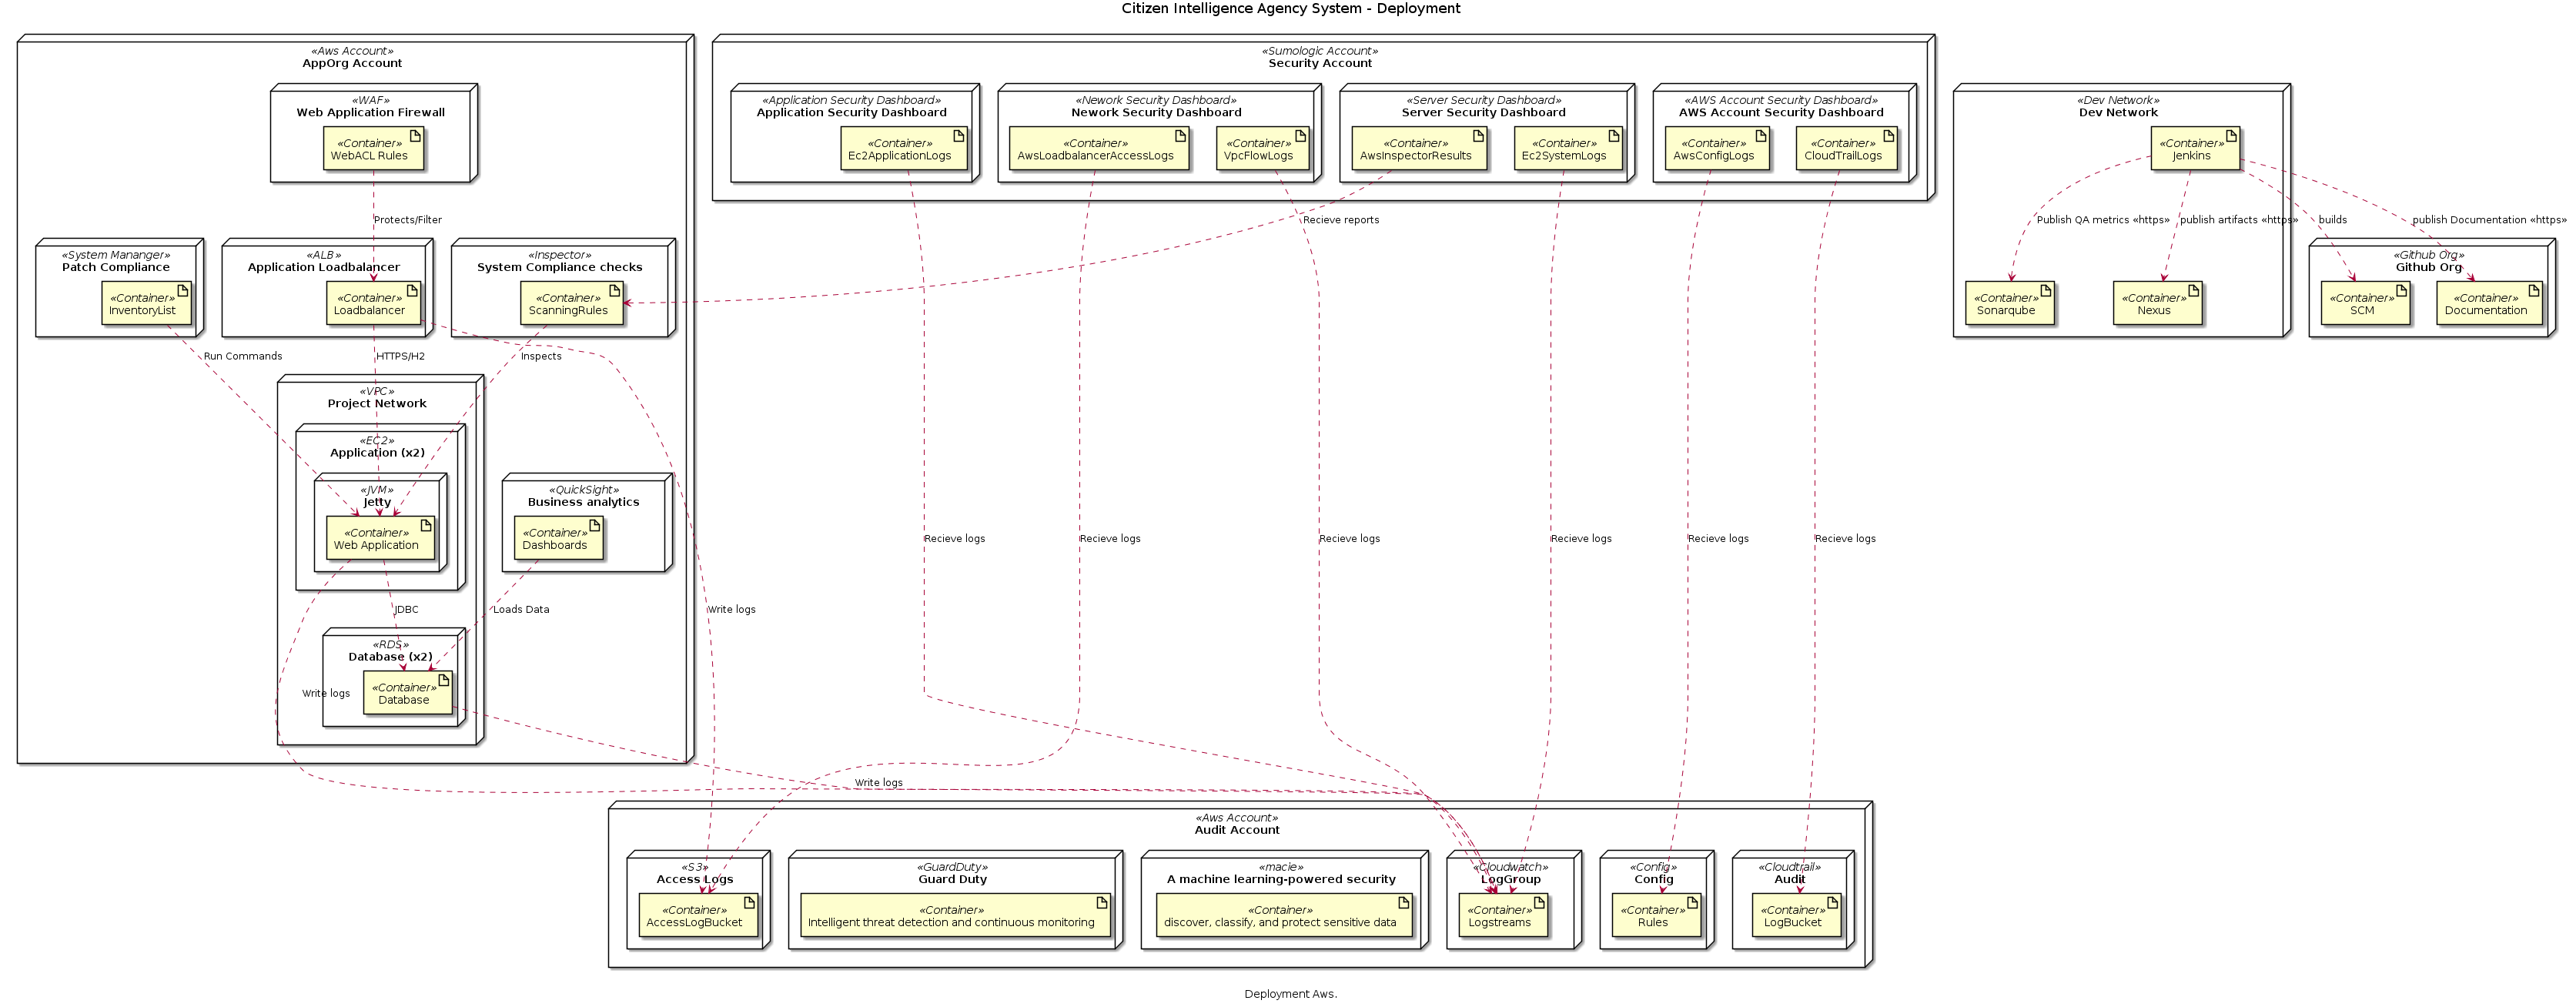 Citizen Intelligence Agency System - Deployment
«Aws Account»
AppOrg Account
«WAF»
Web Application Firewall
«Container»
WebACL Rules
Protects/Filter
«System Mananger»
Patch Compliance
«Container»
InventoryList
«ALB»
Application Loadbalancer
«Container»
Loadbalancer
«Inspector»
System Compliance checks
«Container»
ScanningRules
Run Commands
HTTPS/H2
Inspects
«VPC»
Project Network
«EC2»
Application (x2)
«JVM»
Jetty
«Container»
Web Application
«QuickSight»
Business analytics
«Container»
Dashboards
JDBC
Loads Data
Write logs
«RDS»
Database (x2)
«Container»
Database
Write logs
Write logs
«Sumologic Account»
Security Account
«Application Security Dashboard»
Application Security Dashboard
«Container»
Ec2ApplicationLogs
«Nework Security Dashboard»
Nework Security Dashboard
«Container»
AwsLoadbalancerAccessLogs
«Container»
VpcFlowLogs
«Server Security Dashboard»
Server Security Dashboard
«Container»
AwsInspectorResults
«Container»
Ec2SystemLogs
«AWS Account Security Dashboard»
AWS Account Security Dashboard
«Container»
AwsConfigLogs
«Container»
CloudTrailLogs
Recieve reports
Recieve logs
Recieve logs
Recieve logs
Recieve logs
Recieve logs
Recieve logs
«Dev Network»
Dev Network
«Container»
Jenkins
Publish QA metrics «https»
publish artifacts «https»
builds
publish Documentation «https»
«Container»
Sonarqube
«Container»
Nexus
«Github Org»
Github Org
«Container»
SCM
«Container»
Documentation
«Aws Account»
Audit Account
«S3»
Access Logs
«Container»
AccessLogBucket
«GuardDuty»
Guard Duty
«Container»
Intelligent threat detection and continuous monitoring
«macie»
A machine learning-powered security
«Container»
discover, classify, and protect sensitive data
«Cloudwatch»
LogGroup
«Container»
Logstreams
«Config»
Config
«Container»
Rules
«Cloudtrail»
Audit
«Container»
LogBucket
Deployment Aws.